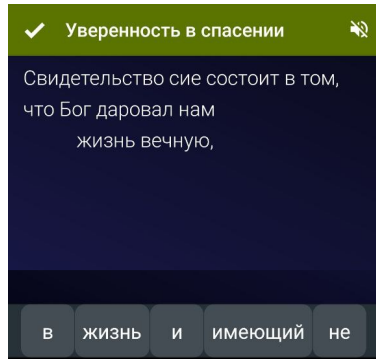 Уверенность в спасении
Свидетельство сие состоит в том,
что Бог даровал нам
жизнь вечную,
в жизнь и имеющий не